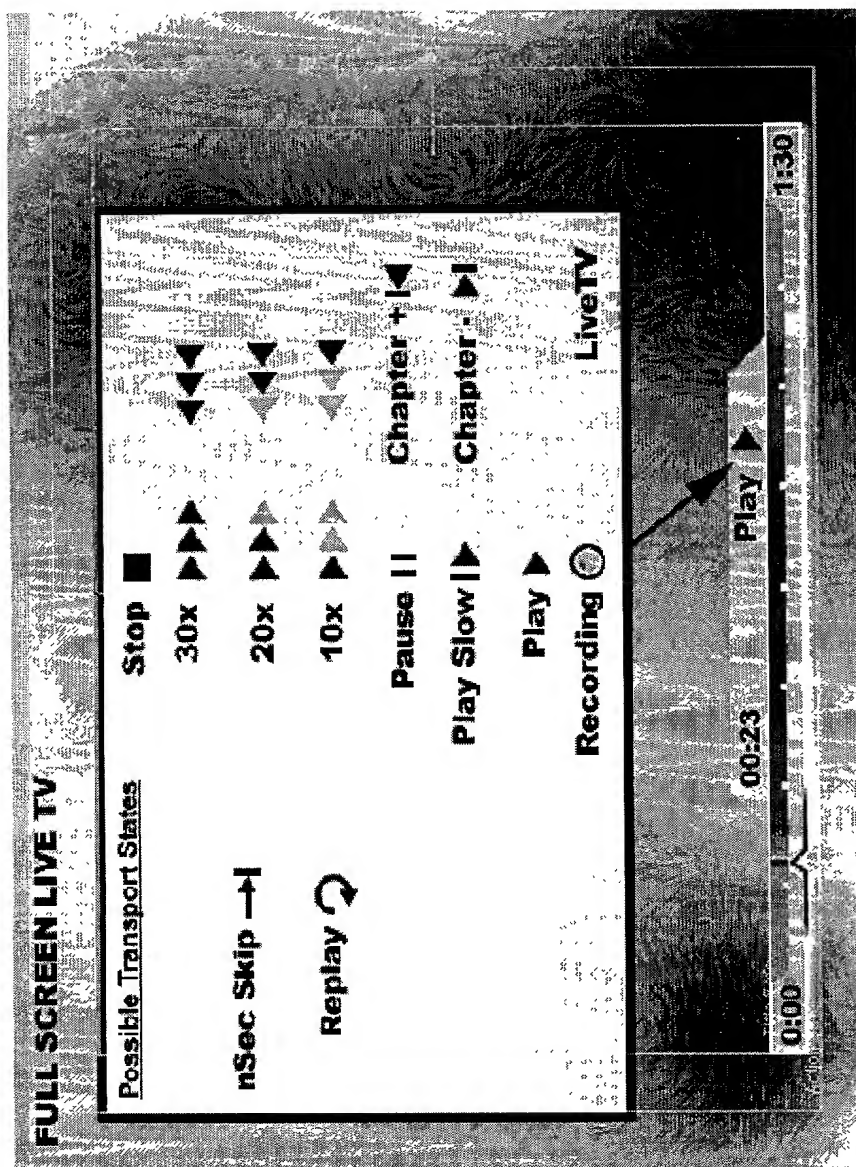 FULL SCREEN LIVE TV
Possible Transport States
Stop
30x
nSec Skip
20x
Replay
10x
Pause
Chapter +
Play Slow
Chapter -
Play
Recording
LiveTV
00:23
Play
0:00
1:30